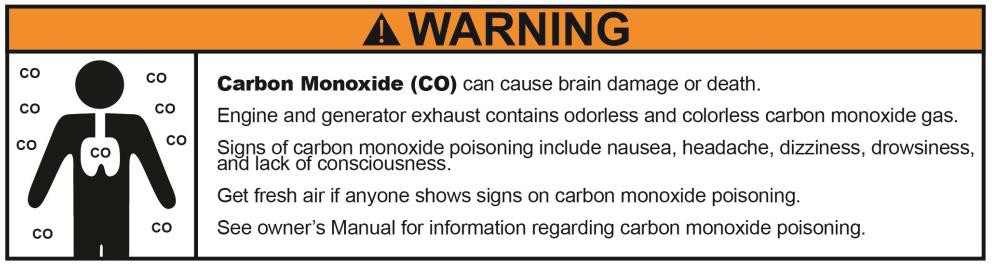 WARNING
CO CO
CO CO
CO CO CO
CO CO
Carbon Monoxide (CO) can cause brain damage or death.
Engine and generator exhaust contains odorless and colorless carbon monoxide gas.
Signs of carbon monoxide poisoning include nausea, headache, dizziness, drowsiness,
and lack of consciousness.
Get fresh air if anyone shows signs on carbon monoxide poisoning.
See owner's Manual for information regarding carbon monoxide poisoning.